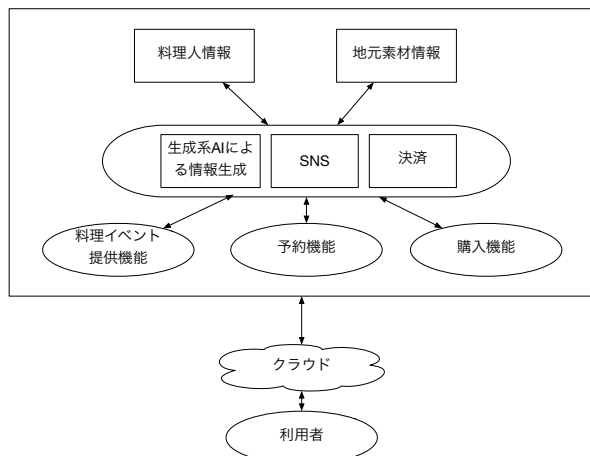 料理人情報
地元素材情報
生成系AIによ
る情報生成
SNS
決済
料理イベント
提供機能
予約機能
購入機能
クラウド
利用者